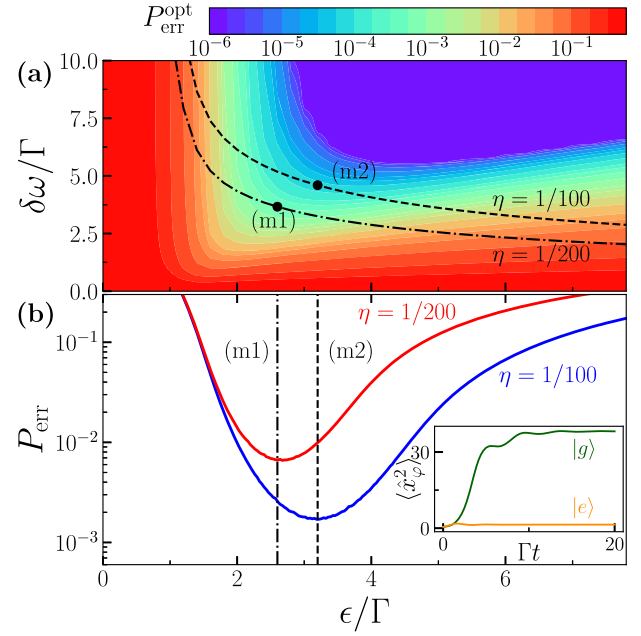 P_err^opt
10^-6 10^-5 10^-4 10^-3 10^-2 10^-1
(a)
10.0
7.5
5.0
2.5
0.0
δω/Γ
(m2)
(m1)
η = 1/100
η = 1/200
(b)
(m1)
(m2)
η = 1/200
η = 1/100
10^-1
10^-2
10^-3
P_err
30
0
⟨x̂_φ^2⟩
|g⟩
|e⟩
0 20
Γt
0 2 4 6
ϵ/Γ